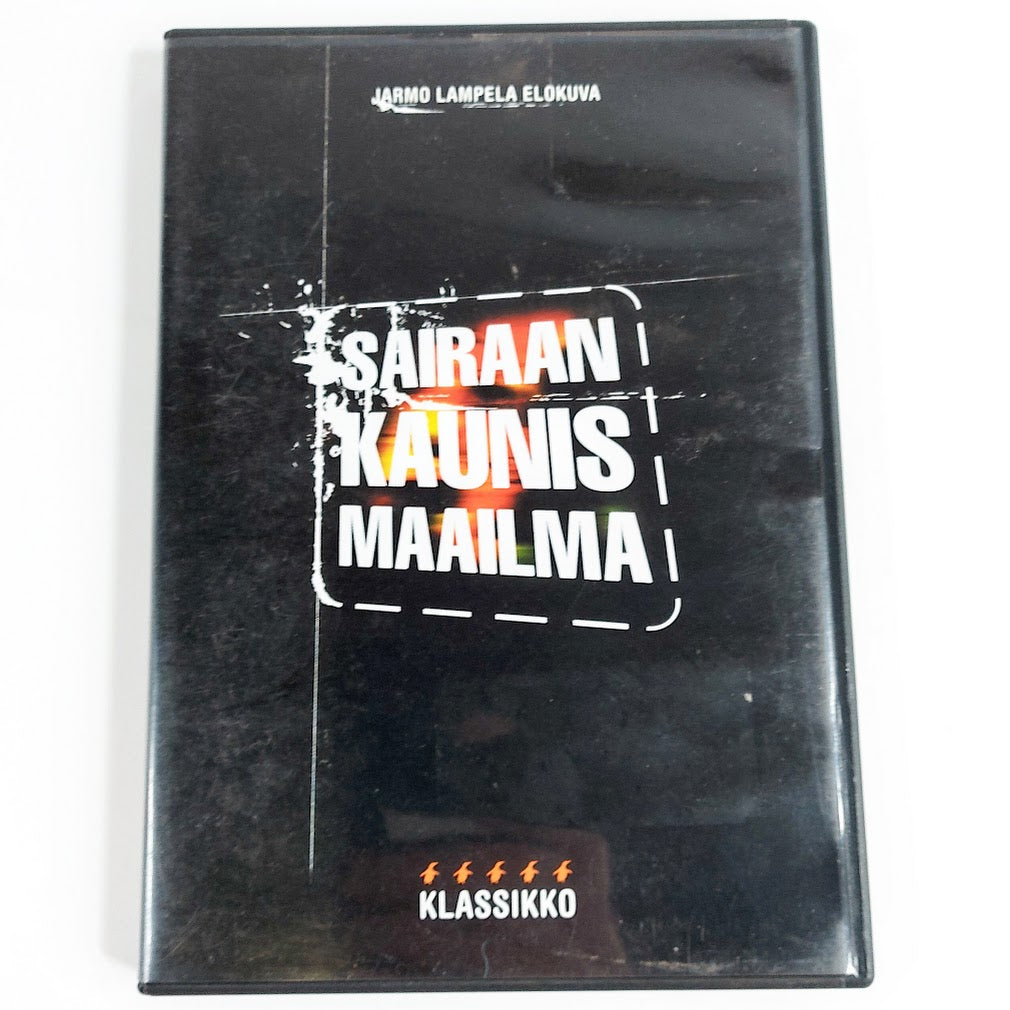 JARMO LAMPELA ELOKUVA
SAIRAAN
KAUNIS
MAAILMA
KLASSIKKO